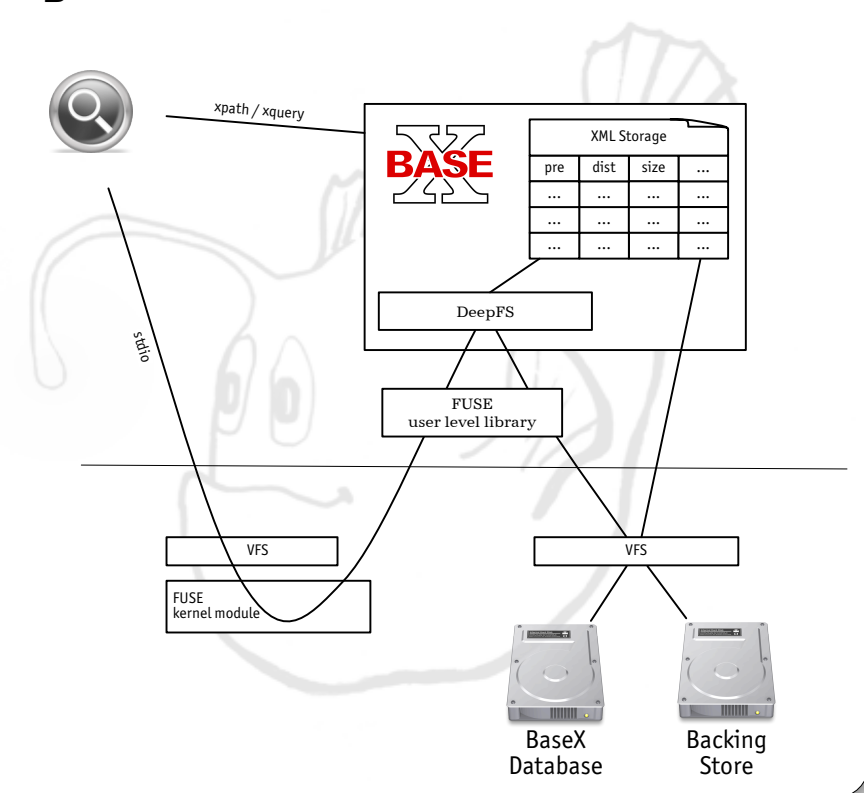 xpath / xquery
X
BASE
XML Storage
pre dist size ...
... ... ... ...
... ... ... ...
... ... ... ...
DeepFS
stdio
FUSE
user level library
VFS
VFS
FUSE
kernel module
BaseX
Database
Backing
Store